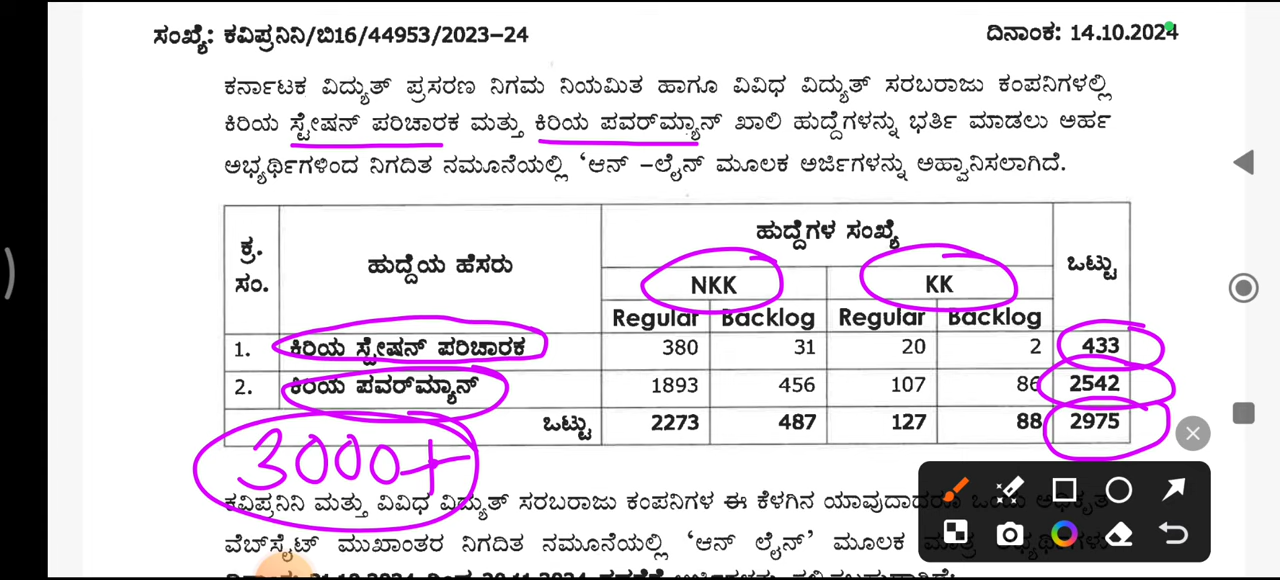 ಸಂಖ್ಯೆ: ಕವಿಪ್ರನಿನಿ/ಬಿ16/44953/2023–24 ದಿನಾಂಕ: 14.10.2024
ಕರ್ನಾಟಕ ವಿದ್ಯುತ್ ಪ್ರಸರಣ ನಿಗಮ ನಿಯಮಿತ ಹಾಗೂ ವಿವಿಧ ವಿದ್ಯುತ್ ಸರಬರಾಜು ಕಂಪನಿಗಳಲ್ಲಿ
ಕಿರಿಯ ಸ್ಟೇಷನ್ ಪರಿಚಾರಕ ಮತ್ತು ಕಿರಿಯ ಪವರ್‌ಮ್ಯಾನ್ ಖಾಲಿ ಹುದ್ದೆಗಳನ್ನು ಭರ್ತಿ ಮಾಡಲು ಅರ್ಹ
ಅಭ್ಯರ್ಥಿಗಳಿಂದ ನಿಗದಿತ ನಮೂನೆಯಲ್ಲಿ ‘ಆನ್ –ಲೈನ್ ಮೂಲಕ ಅರ್ಜಿಗಳನ್ನು ಅಹ್ವಾನಿಸಲಾಗಿದೆ.
ಕ್ರ. ಸಂ. ಹುದ್ದೆಯ ಹೆಸರು ಹುದ್ದೆಗಳ ಸಂಖ್ಯೆ ಒಟ್ಟು
NKK KK
Regular Backlog Regular Backlog
1. ಕಿರಿಯ ಸ್ಟೇಷನ್ ಪರಿಚಾರಕ 380 31 20 2 433
2. ಕಿರಿಯ ಪವರ್‌ಮ್ಯಾನ್ 1893 456 107 86 2542
ಒಟ್ಟು 2273 487 127 88 2975
3000+
ಕವಿಪ್ರನಿನಿ ಮತ್ತು ವಿವಿಧ ವಿದ್ಯುತ್ ಸರಬರಾಜು ಕಂಪನಿಗಳ ಈ ಕೆಳಗಿನ
ವೆಬ್‌ಸೈಟ್ ಮುಖಾಂತರ ನಿಗದಿತ ನಮೂನೆಯಲ್ಲಿ ‘ಆನ್ ಲೈನ್’ ಮೂಲಕ